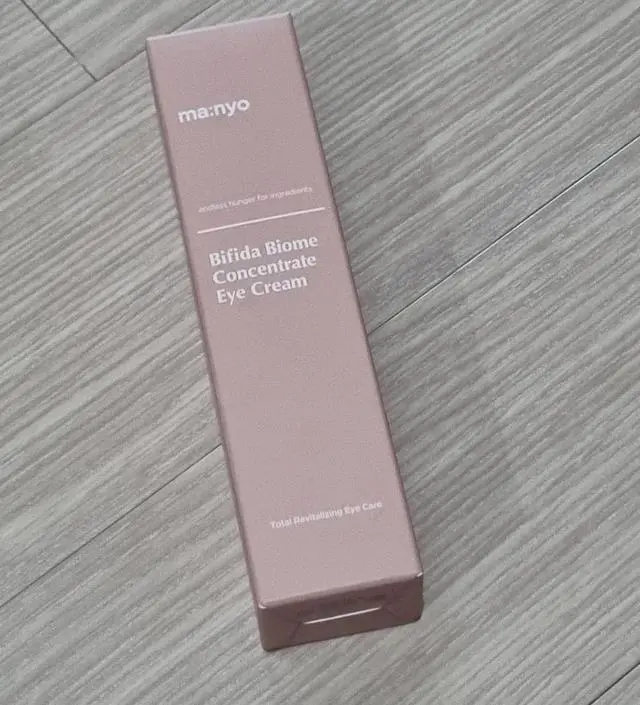 ma:nyo
endless hunger for ingredients
Bifida Biome
Concentrate
Eye Cream
Total Revitalizing Eye Care